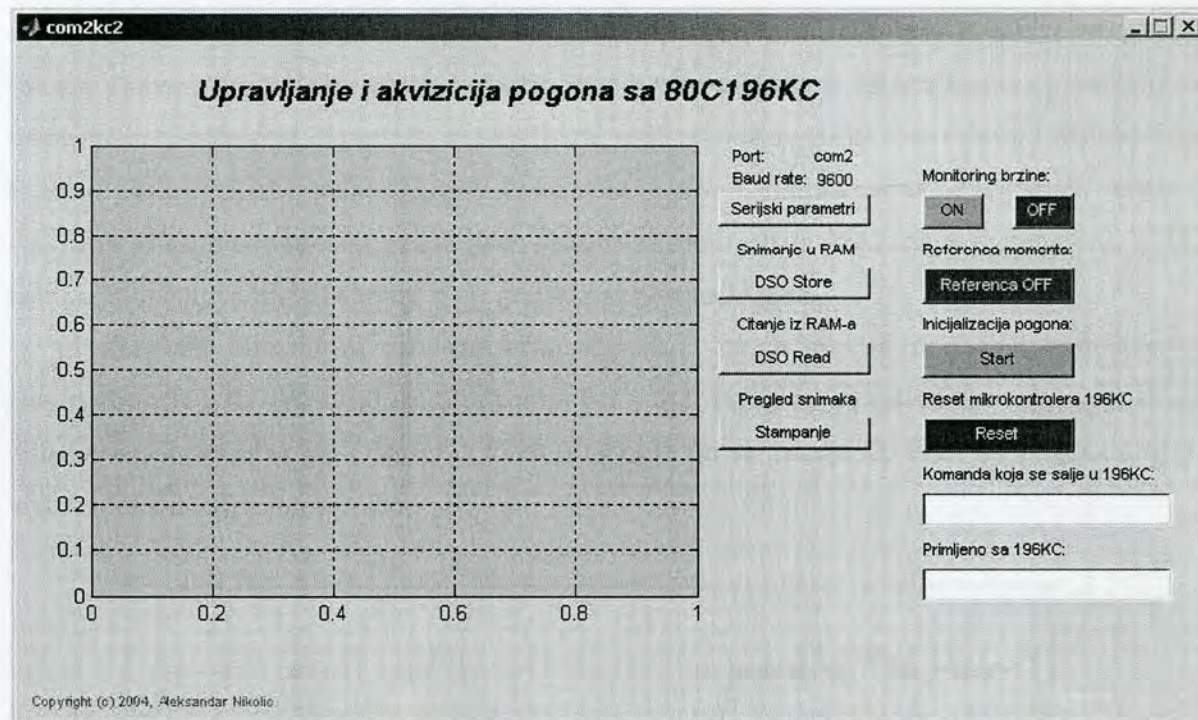 com2kc2
Upravljanje i akvizicija pogona sa 80C196KC
1
0.9
0.8
0.7
0.6
0.5
0.4
0.3
0.2
0.1
0
0 0.2 0.4 0.6 0.8 1
Port: com2
Baud rate: 9600
Serijski parametri
Snimanje u RAM
DSO Store
Citanje iz RAM-a
DSO Read
Pregled snimaka
Stampanje
Monitoring brzine:
ON OFF
Referenca momenta:
Referenca OFF
Inicijalizacija pogona:
Start
Reset mikrokontrolera 196KC
Reset
Komanda koja se salje u 196KC:
Primljeno sa 196KC:
Copyright (c) 2004, Aleksandar Nikolic